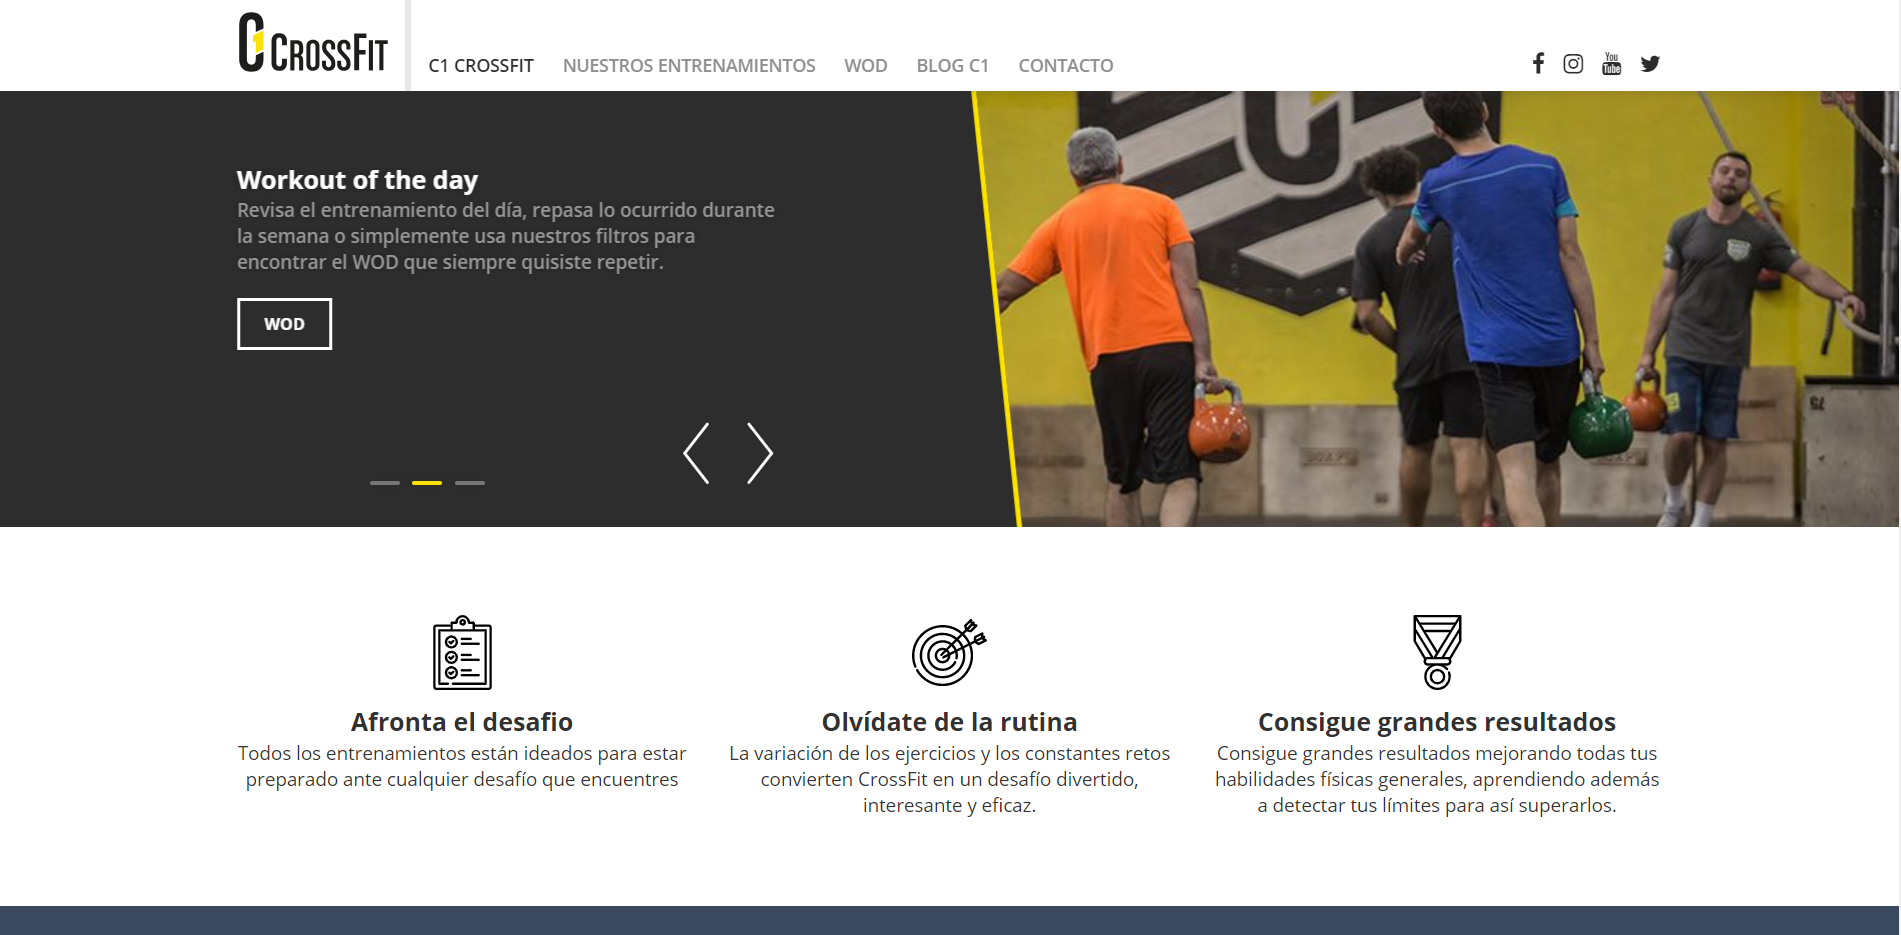 C1 CROSSFIT
C1 CROSSFIT NUESTROS ENTRENAMIENTOS WOD BLOG C1 CONTACTO
You
Tube
Workout of the day
Revisa el entrenamiento del día, repasa lo ocurrido durante
la semana o simplemente usa nuestros filtros para
encontrar el WOD que siempre quisiste repetir.
WOD
Afronta el desafio
Todos los entrenamientos están ideados para estar
preparado ante cualquier desafío que encuentres
Olvídate de la rutina
La variación de los ejercicios y los constantes retos
convierten CrossFit en un desafío divertido,
interesante y eficaz.
Consigue grandes resultados
Consigue grandes resultados mejorando todas tus
habilidades físicas generales, aprendiendo además
a detectar tus límites para así superarlos.